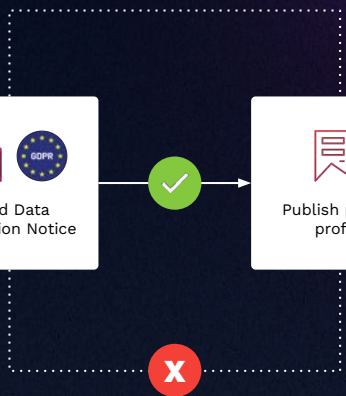 GDPR
d Data
ion Notice
Publish
prof
X